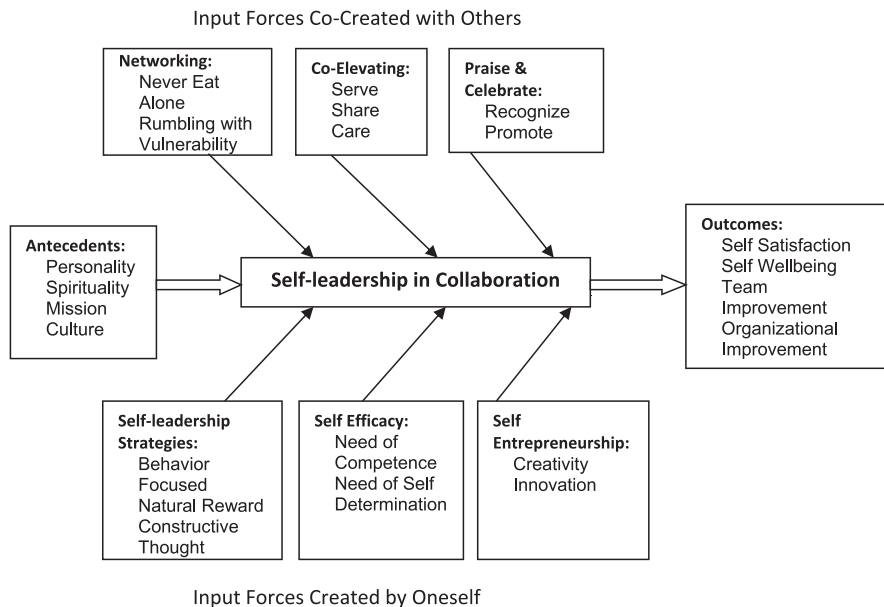 Input Forces Co-Created with Others
Networking:
Never Eat
Alone
Rumbling with
Vulnerability
Co-Elevating:
Serve
Share
Care
Praise &
Celebrate:
Recognize
Promote
Antecedents:
Personality
Spirituality
Mission
Culture
Self-leadership in Collaboration
Outcomes:
Self Satisfaction
Self Wellbeing
Team
Improvement
Organizational
Improvement
Self-leadership
Strategies:
Behavior
Focused
Natural Reward
Constructive
Thought
Self Efficacy:
Need of
Competence
Need of Self
Determination
Self
Entrepreneurship:
Creativity
Innovation
Input Forces Created by Oneself